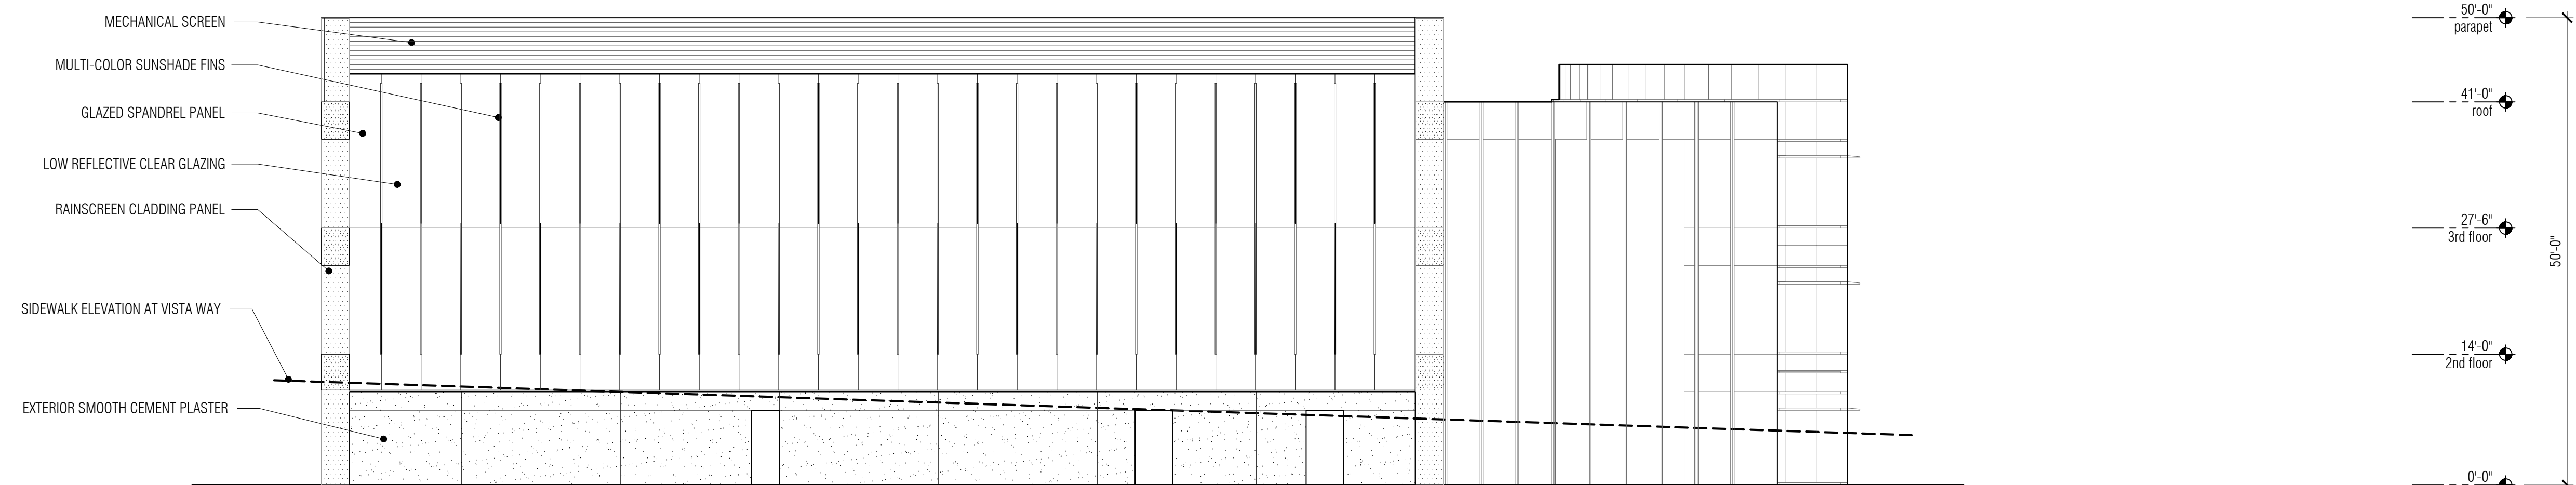 MECHANICAL SCREEN
MULTI-COLOR SUNSHADE FINS
GLAZED SPANDREL PANEL
LOW REFLECTIVE CLEAR GLAZING
RAINSCREEN CLADDING PANEL
SIDEWALK ELEVATION AT VISTA WAY
EXTERIOR SMOOTH CEMENT PLASTER
50'-0"
parapet
41'-0"
roof
27'-6"
3rd floor
14'-0"
2nd floor
0'-0"
50'-0"